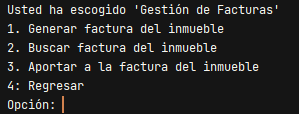 Usted ha escogido 'Gestión de Facturas'
1. Generar factura del inmueble
2. Buscar factura del inmueble
3. Aportar a la factura del inmueble
4: Regresar
Opción: